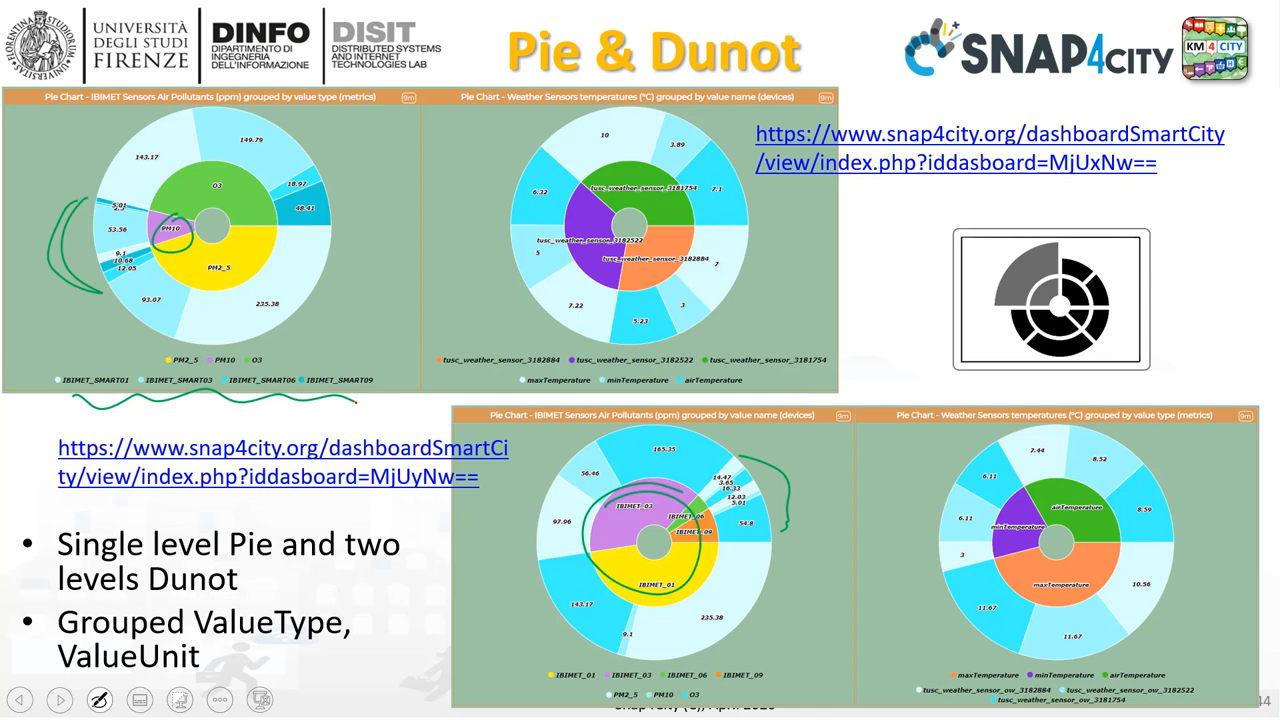 UNIVERSITÀ
DEGLI STUDI
FIRENZE
DINFO
DIPARTIMENTO DI
INGEGNERIA
DELL'INFORMAZIONE
DISIT
DISTRIBUTED SYSTEMS
AND INTERNET
TECHNOLOGIES LAB
Pie & Dunot
SNAP4CITY
KM 4 CITY
Pie Chart - IBIMET Sensors Air Pollutants (ppm) grouped by value type (metrics)
9m
143.17
149.79
18.97
48.41
O3
5.01
53.56
PM10
9.1
10.68
12.05
PM2_5
93.07
235.38
PM2_5 PM10 O3
IBIMET_SMART01 IBIMET_SMART03 IBIMET_SMART06 IBIMET_SMART09
Pie Chart - Weather Sensors temperatures (°C) grouped by value name (devices)
9m
10
3.89
6.32
7.1
tusc_weather_sensor_3181754
tusc_weather_sensor_3182522
5
tusc_weather_sensor_3182884
7
7.22
3
5.23
tusc_weather_sensor_3182884 tusc_weather_sensor_3182522 tusc_weather_sensor_3181754
maxTemperature minTemperature airTemperature
https://www.snap4city.org/dashboardSmartCity
/view/index.php?iddasboard=MjUxNw==
https://www.snap4city.org/dashboardSmartCi
ty/view/index.php?iddasboard=MjUyNw==
Single level Pie and two
levels Dunot
Grouped ValueType,
ValueUnit
Pie Chart - IBIMET Sensors Air Pollutants (ppm) grouped by value name (devices)
9m
165.35
56.46
14.47
3.65
16.33
12.03
5.01
54.8
97.96
IBIMET_03
IBIMET_06
IBIMET_09
IBIMET_01
143.17
9.1
235.38
IBIMET_01 IBIMET_03 IBIMET_06 IBIMET_09
PM2_5 PM10 O3
Pie Chart - Weather Sensors temperatures (°C) grouped by value type (metrics)
9m
7.44
8.52
6.11
8.59
airTemperature
6.11
minTemperature
3
maxTemperature
10.56
11.67
11.67
maxTemperature minTemperature airTemperature
tusc_weather_sensor_ow_3182884 tusc_weather_sensor_ow_3182522
tusc_weather_sensor_ow_3181754
44